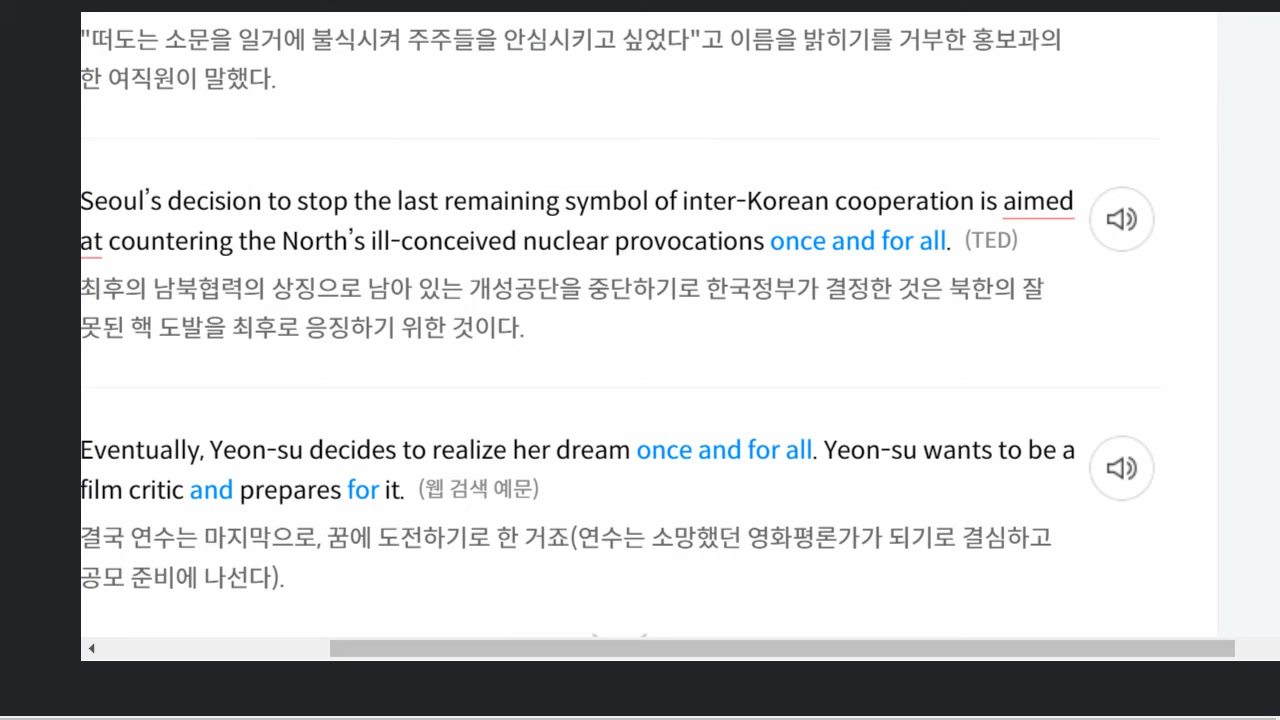 "떠도는 소문을 일거에 불식시켜 주주들을 안심시키고 싶었다"고 이름을 밝히기를 거부한 홍보과의
한 여직원이 말했다.
Seoul’s decision to stop the last remaining symbol of inter-Korean cooperation is aimed
at countering the North’s ill-conceived nuclear provocations once and for all. (TED)
최후의 남북협력의 상징으로 남아 있는 개성공단을 중단하기로 한국정부가 결정한 것은 북한의 잘
못된 핵 도발을 최후로 응징하기 위한 것이다.
Eventually, Yeon-su decides to realize her dream once and for all. Yeon-su wants to be a
film critic and prepares for it. (웹 검색 예문)
결국 연수는 마지막으로, 꿈에 도전하기로 한 거죠(연수는 소망했던 영화평론가가 되기로 결심하고
공모 준비에 나선다).